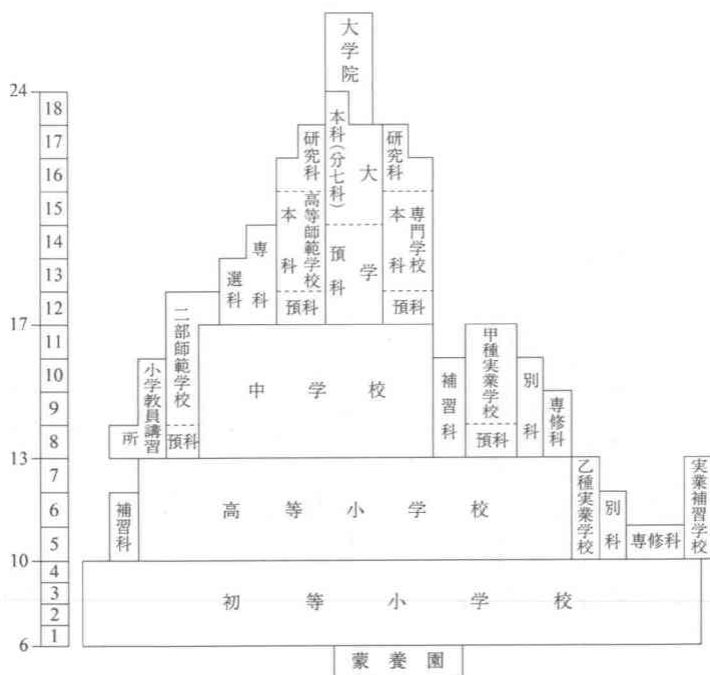 大学院
24
18
17
16
15
14
13
12
17
11
10
9
8
13
7
6
5
10
4
3
2
1
6
本科(分七科)
大学
預科
研究科
高等師範学校
本科
預科
研究科
専門学校
本科
預科
専科
選科
二部師範学校
預科
小学教員講習所
中学校
補習科
甲種実業学校
預科
別科
専修科
補習科
高等小学校
乙種実業学校
別科
専修科
実業補習学校
初等小学校
蒙養園